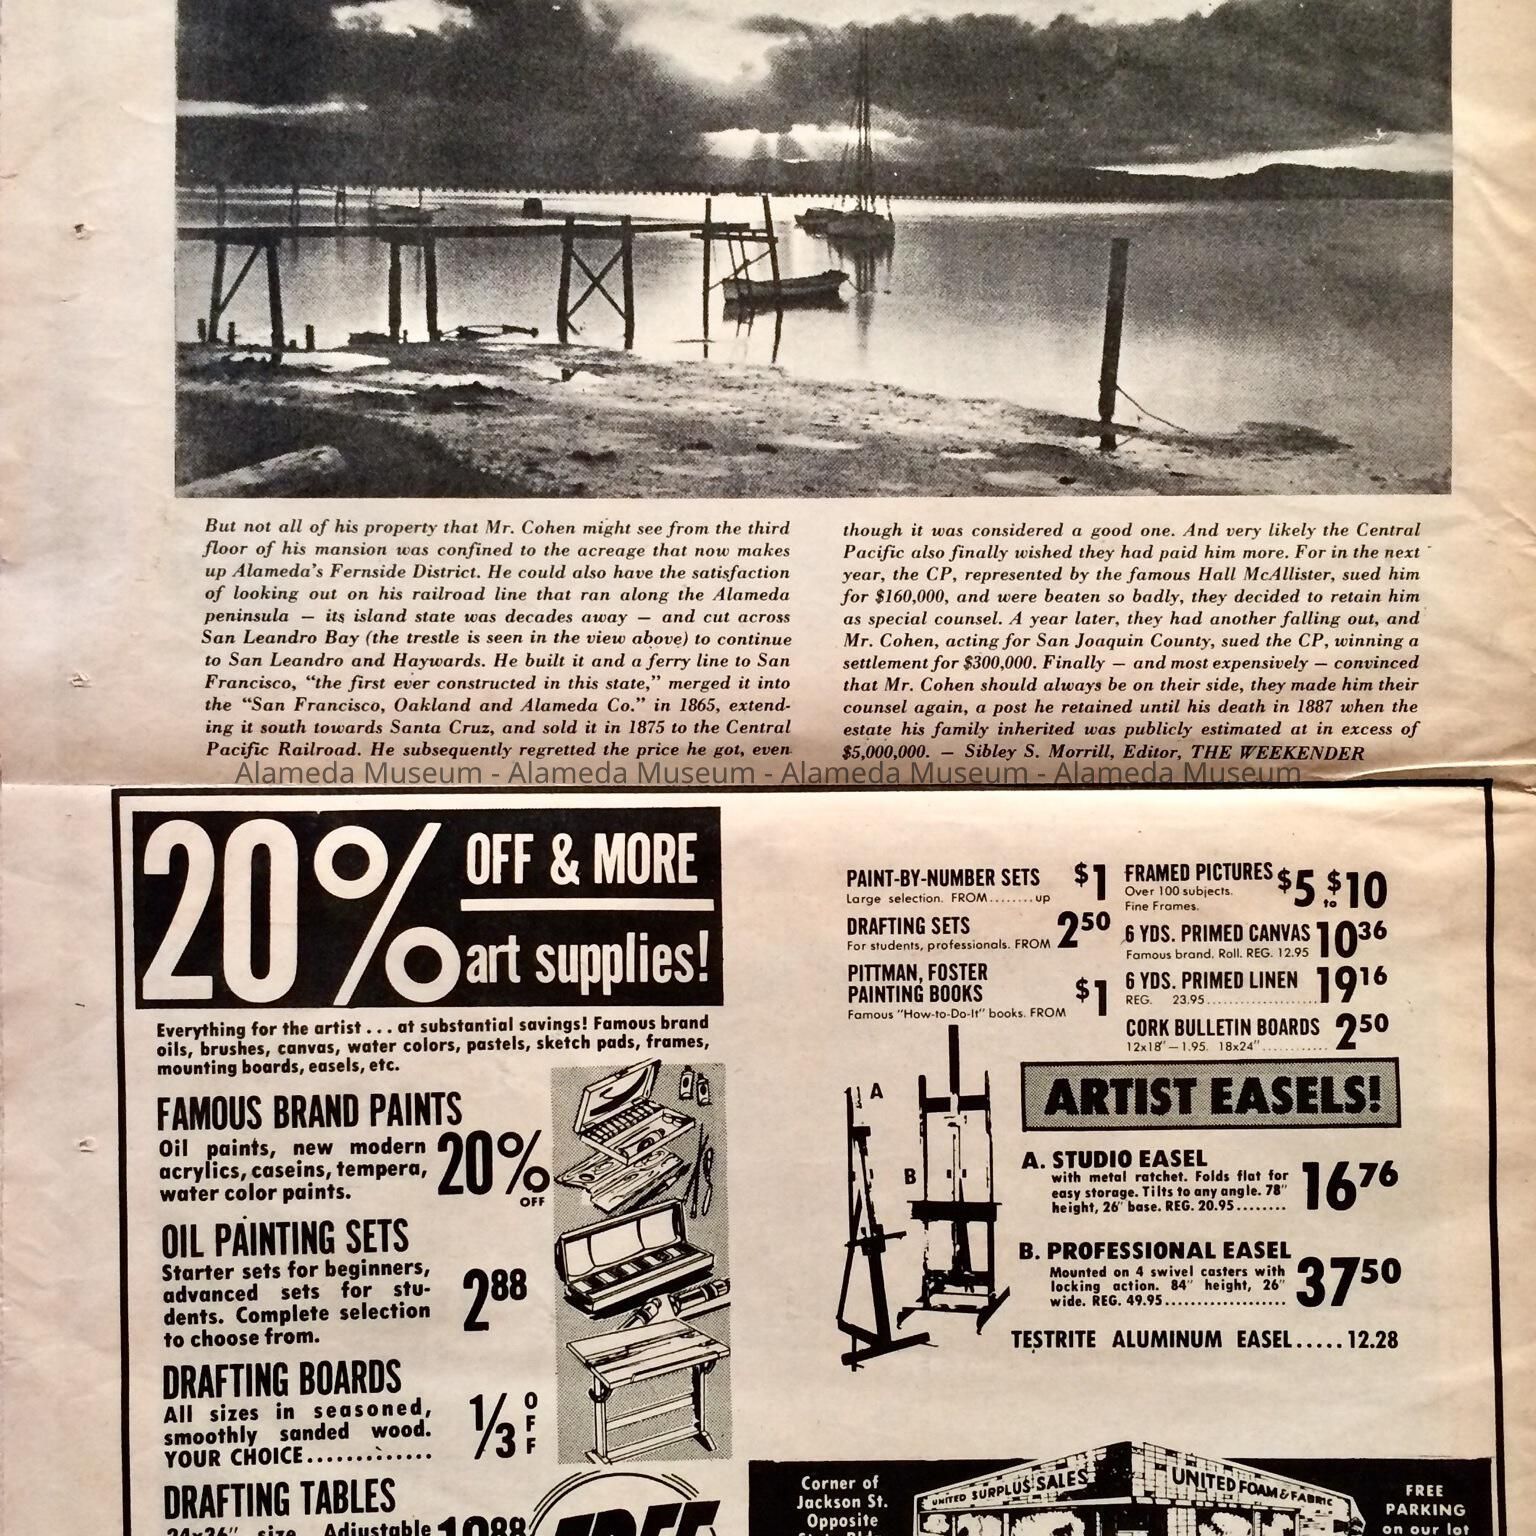 But not all of his property that Mr. Cohen might see from the third
floor of his mansion was confined to the acreage that now makes
up Alameda's Fernside District. He could also have the satisfaction
of looking out on his railroad line that ran along the Alameda
peninsula — its island state was decades away — and cut across
San Leandro Bay (the trestle is seen in the view above) to continue
to San Leandro and Haywards. He built it and a ferry line to San
Francisco, "the first ever constructed in this state," merged it into
the "San Francisco, Oakland and Alameda Co." in 1865, extend-
ing it south towards Santa Cruz, and sold it in 1875 to the Central
Pacific Railroad. He subsequently regretted the price he got, even
though it was considered a good one. And very likely the Central
Pacific also finally wished they had paid him more. For in the next
year, the CP, represented by the famous Hall McAllister, sued him
for $160,000, and were beaten so badly, they decided to retain him
as special counsel. A year later, they had another falling out, and
Mr. Cohen, acting for San Joaquin County, sued the CP, winning a
settlement for $300,000. Finally — and most expensively — convinced
that Mr. Cohen should always be on their side, they made him their
counsel again, a post he retained until his death in 1887 when the
estate his family inherited was publicly estimated at in excess of
$5,000,000. — Sibley S. Morrill, Editor, THE WEEKENDER
Alameda Museum - Alameda Museum - Alameda Museum - Alameda Museum
20% OFF & MORE
art supplies!
Everything for the artist . . . at substantial savings! Famous brand
oils, brushes, canvas, water colors, pastels, sketch pads, frames,
mounting boards, easels, etc.
FAMOUS BRAND PAINTS
Oil paints, new modern
acrylics, caseins, tempera,
water color paints.
20% OFF
OIL PAINTING SETS
Starter sets for beginners,
advanced sets for stu-
dents. Complete selection
to choose from.
2 88
DRAFTING BOARDS
All sizes in seasoned,
smoothly sanded wood.
YOUR CHOICE.............
1/3 OFF
DRAFTING TABLES
24x36" size. Adjustable
19 88
FREE
PAINT-BY-NUMBER SETS $1
Large selection. FROM........up
DRAFTING SETS 2 50
For students, professionals. FROM
PITTMAN, FOSTER
PAINTING BOOKS $1
Famous "How-to-Do-It" books. FROM
FRAMED PICTURES $5 to $10
Over 100 subjects.
Fine Frames.
6 YDS. PRIMED CANVAS 10 36
Famous brand. Roll. REG. 12.95
6 YDS. PRIMED LINEN 19 16
REG. 23.95....................
CORK BULLETIN BOARDS 2 50
12x18"—1.95. 18x24"............
ARTIST EASELS!
A
B
A. STUDIO EASEL
with metal ratchet. Folds flat for
easy storage. Tilts to any angle. 78"
height, 26" base. REG. 20.95........
16 76
B. PROFESSIONAL EASEL
Mounted on 4 swivel casters with
locking action. 84" height, 26"
wide. REG. 49.95...................
37 50
TESTRITE ALUMINUM EASEL.....12.28
Corner of
Jackson St.
Opposite
UNITED SURPLUS SALES
UNITED FOAM & FABRIC
FREE
PARKING
on our lot